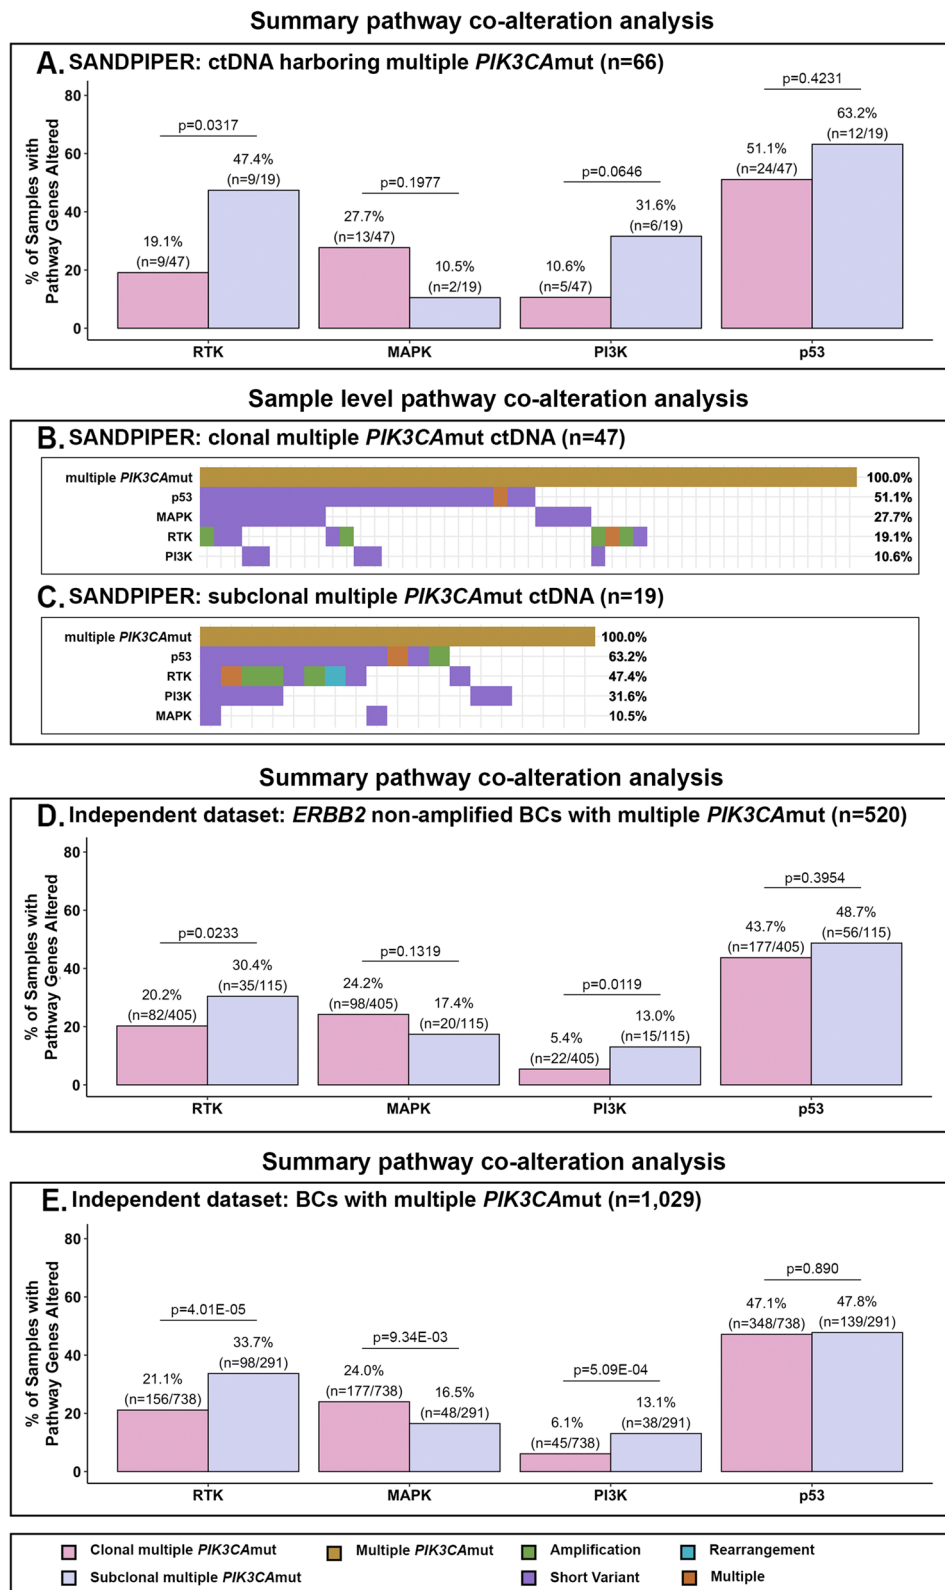 Summary pathway co-alteration analysis
A. SANDPIPER: ctDNA harboring multiple PIK3CAmut (n=66)
% of Samples with
Pathway Genes Altered
80
60
40
20
0
p=0.0317
19.1%
(n=9/47)
47.4%
(n=9/19)
p=0.1977
27.7%
(n=13/47)
10.5%
(n=2/19)
p=0.0646
10.6%
(n=5/47)
31.6%
(n=6/19)
p=0.4231
51.1%
(n=24/47)
63.2%
(n=12/19)
RTK MAPK PI3K p53
Sample level pathway co-alteration analysis
B. SANDPIPER: clonal multiple PIK3CAmut ctDNA (n=47)
multiple PIK3CAmut 100.0%
p53 51.1%
MAPK 27.7%
RTK 19.1%
PI3K 10.6%
C. SANDPIPER: subclonal multiple PIK3CAmut ctDNA (n=19)
multiple PIK3CAmut 100.0%
p53 63.2%
RTK 47.4%
PI3K 31.6%
MAPK 10.5%
Summary pathway co-alteration analysis
D. Independent dataset: ERBB2 non-amplified BCs with multiple PIK3CAmut (n=520)
% of Samples with
Pathway Genes Altered
80
60
40
20
0
p=0.0233
20.2%
(n=82/405)
30.4%
(n=35/115)
p=0.1319
24.2%
(n=98/405)
17.4%
(n=20/115)
p=0.0119
5.4%
(n=22/405)
13.0%
(n=15/115)
p=0.3954
43.7%
(n=177/405)
48.7%
(n=56/115)
RTK MAPK PI3K p53
Summary pathway co-alteration analysis
E. Independent dataset: BCs with multiple PIK3CAmut (n=1,029)
% of Samples with
Pathway Genes Altered
80
60
40
20
0
p=4.01E-05
21.1%
(n=156/738)
33.7%
(n=98/291)
p=9.34E-03
24.0%
(n=177/738)
16.5%
(n=48/291)
p=5.09E-04
6.1%
(n=45/738)
13.1%
(n=38/291)
p=0.890
47.1%
(n=348/738)
47.8%
(n=139/291)
RTK MAPK PI3K p53
Clonal multiple PIK3CAmut Multiple PIK3CAmut Amplification Rearrangement
Subclonal multiple PIK3CAmut Short Variant Multiple